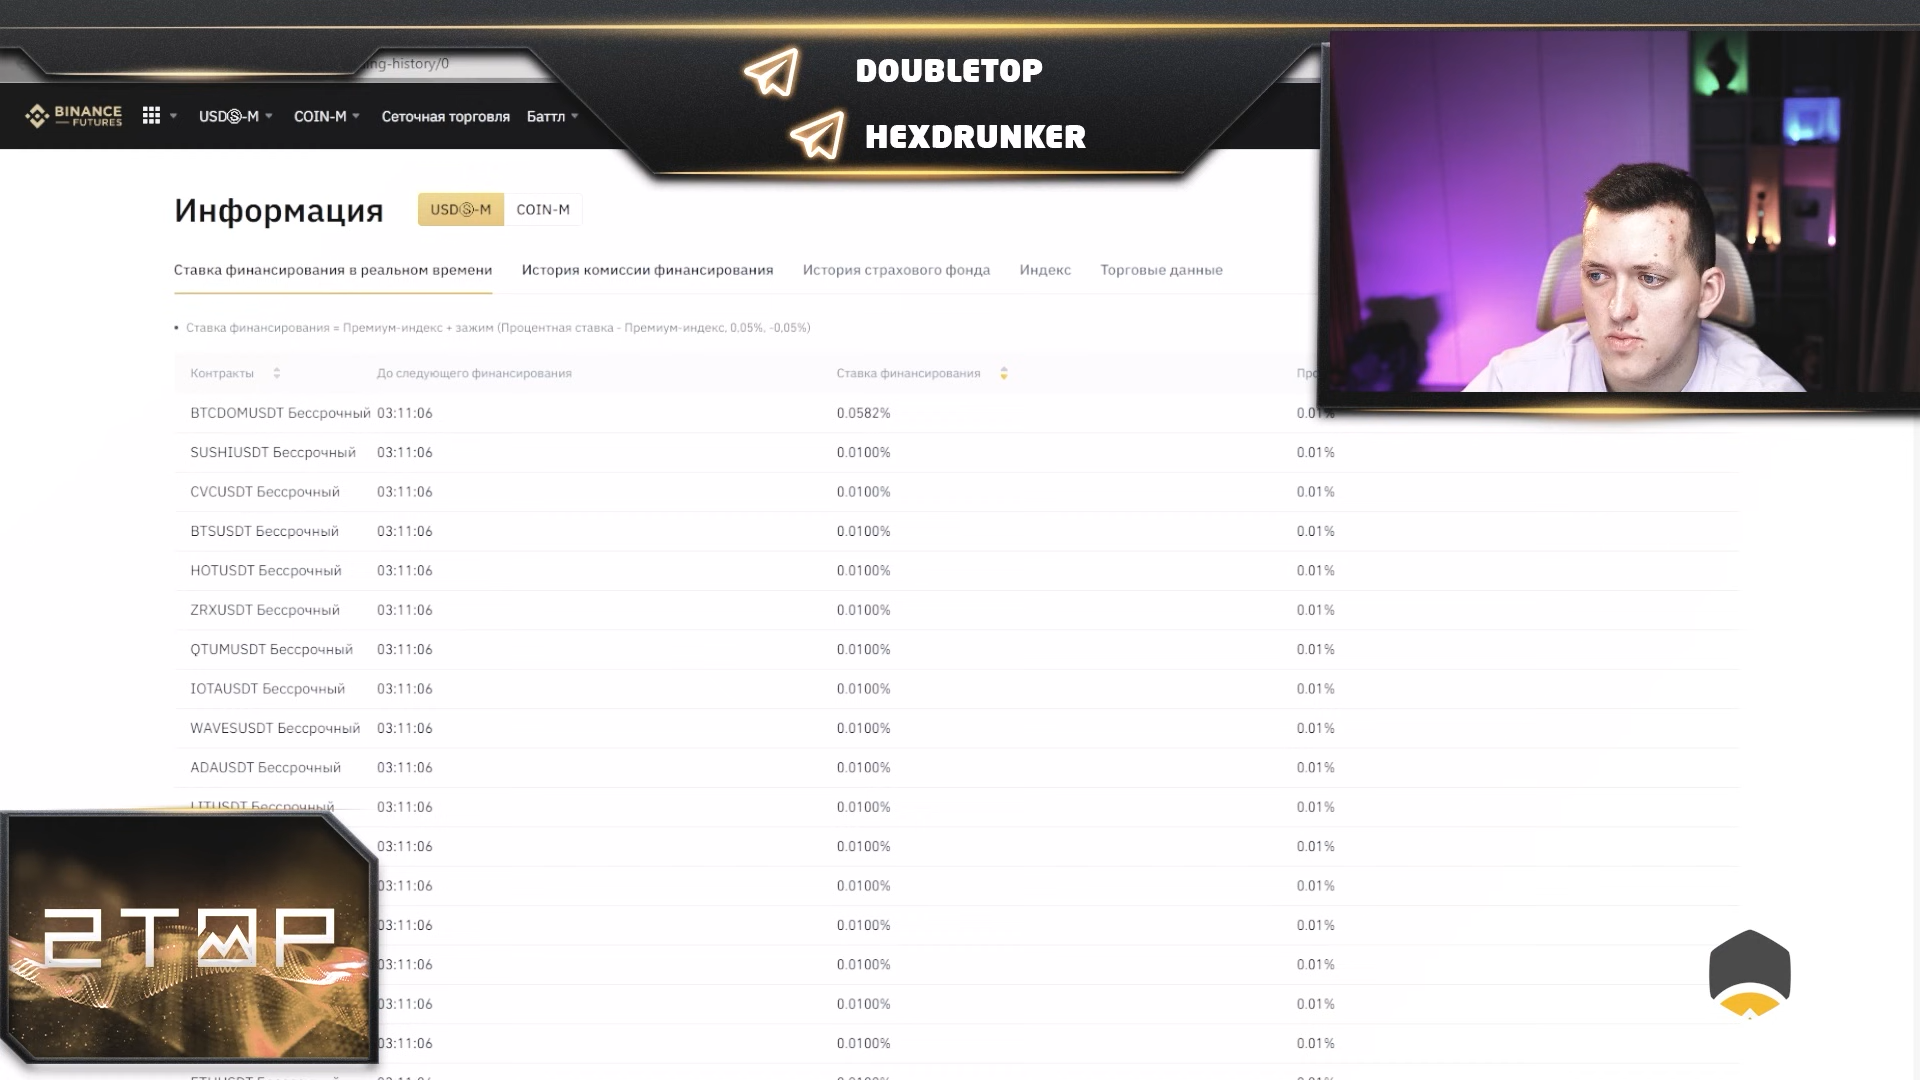 ng-history/0
DOUBLETOP
HEXDRUNKER
BINANCE
FUTURES
USDⓈ-M
COIN-M
Сеточная торговля
Баттл
Информация
USDⓈ-M
COIN-M
Ставка финансирования в реальном времени
История комиссии финансирования
История страхового фонда
Индекс
Торговые данные
• Ставка финансирования = Премиум-индекс + зажим (Процентная ставка - Премиум-индекс, 0.05%, -0,05%)
Контракты До следующего финансирования Ставка финансирования
BTCDOMUSDT Бессрочный 03:11:06 0.0582% 0.01%
SUSHIUSDT Бессрочный 03:11:06 0.0100% 0.01%
CVCUSDT Бессрочный 03:11:06 0.0100% 0.01%
BTSUSDT Бессрочный 03:11:06 0.0100% 0.01%
HOTUSDT Бессрочный 03:11:06 0.0100% 0.01%
ZRXUSDT Бессрочный 03:11:06 0.0100% 0.01%
QTUMUSDT Бессрочный 03:11:06 0.0100% 0.01%
IOTAUSDT Бессрочный 03:11:06 0.0100% 0.01%
WAVESUSDT Бессрочный 03:11:06 0.0100% 0.01%
ADAUSDT Бессрочный 03:11:06 0.0100% 0.01%
LITUSDT Бессрочный 03:11:06 0.0100% 0.01%
03:11:06 0.0100% 0.01%
03:11:06 0.0100% 0.01%
03:11:06 0.0100% 0.01%
03:11:06 0.0100% 0.01%
03:11:06 0.0100% 0.01%
03:11:06 0.0100% 0.01%
2TOP